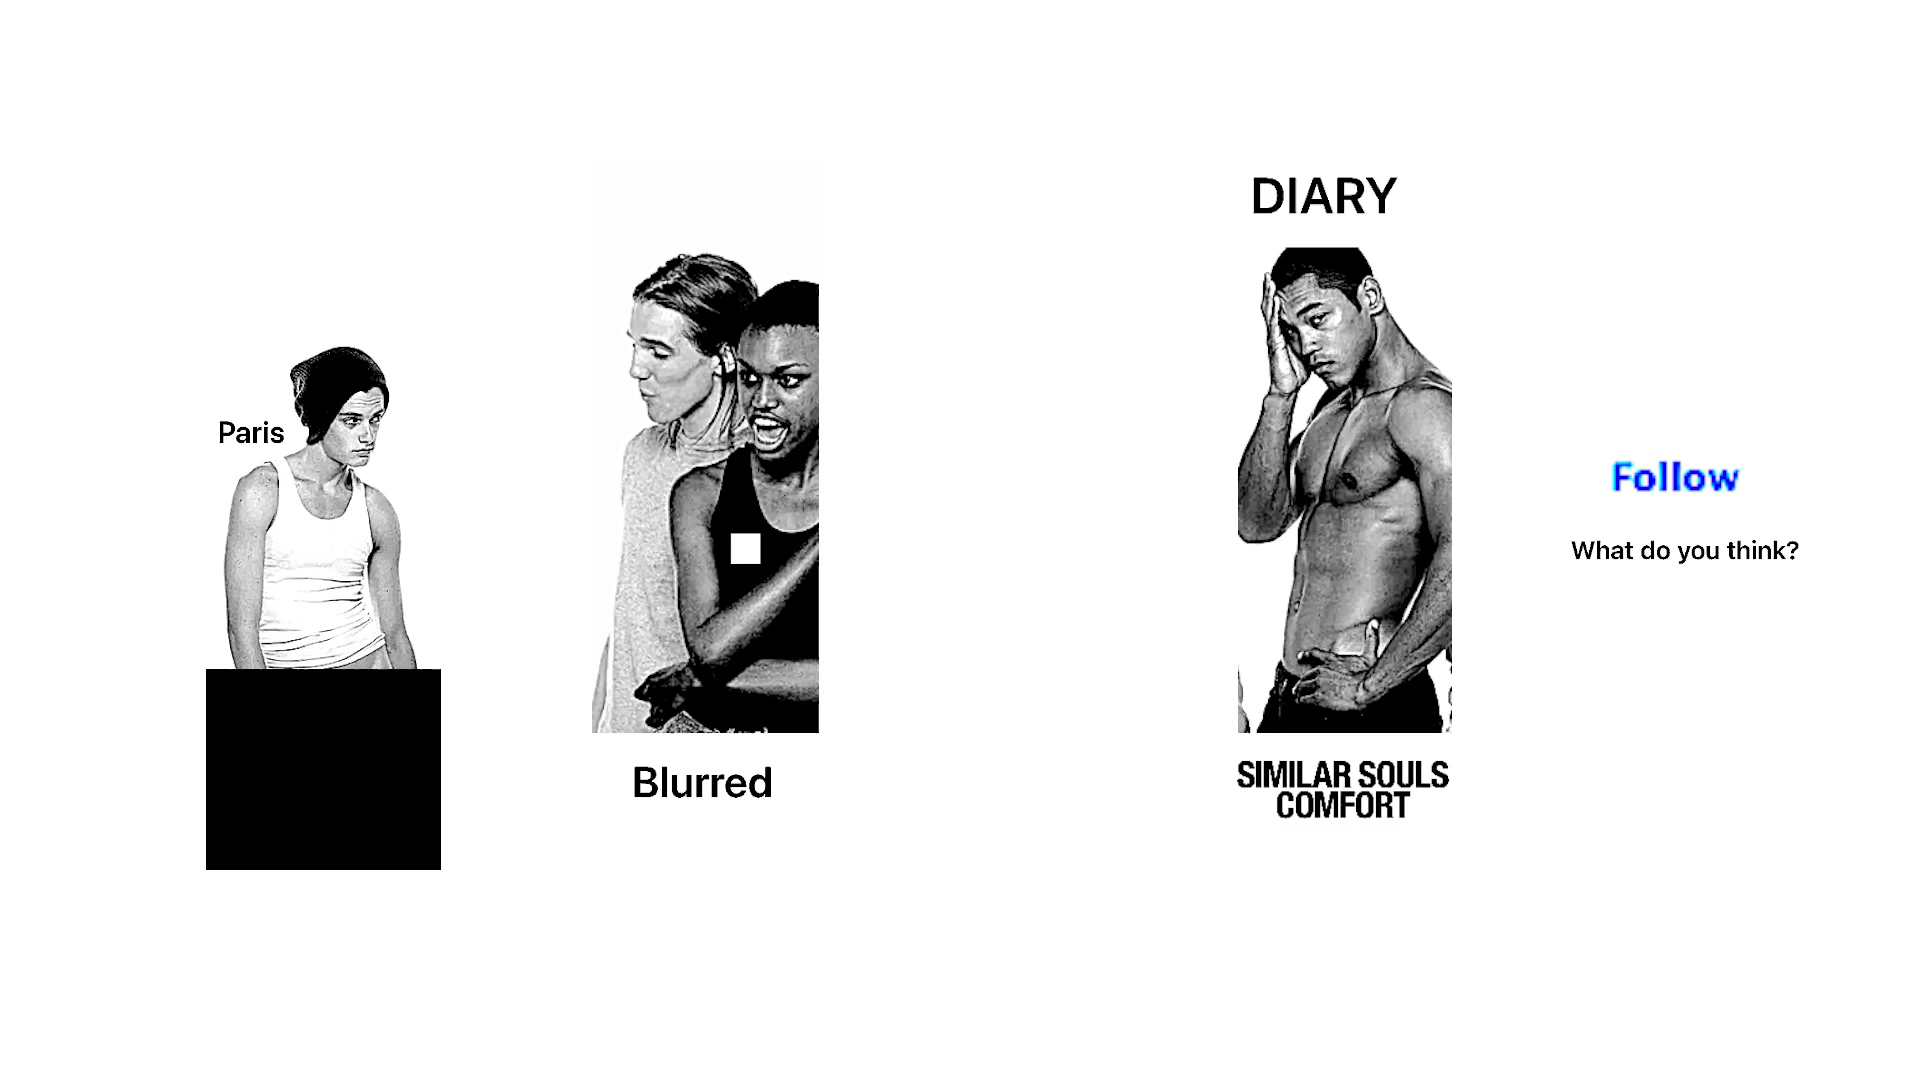 Paris
Blurred
DIARY
SIMILAR SOULS
COMFORT
Follow
What do you think?